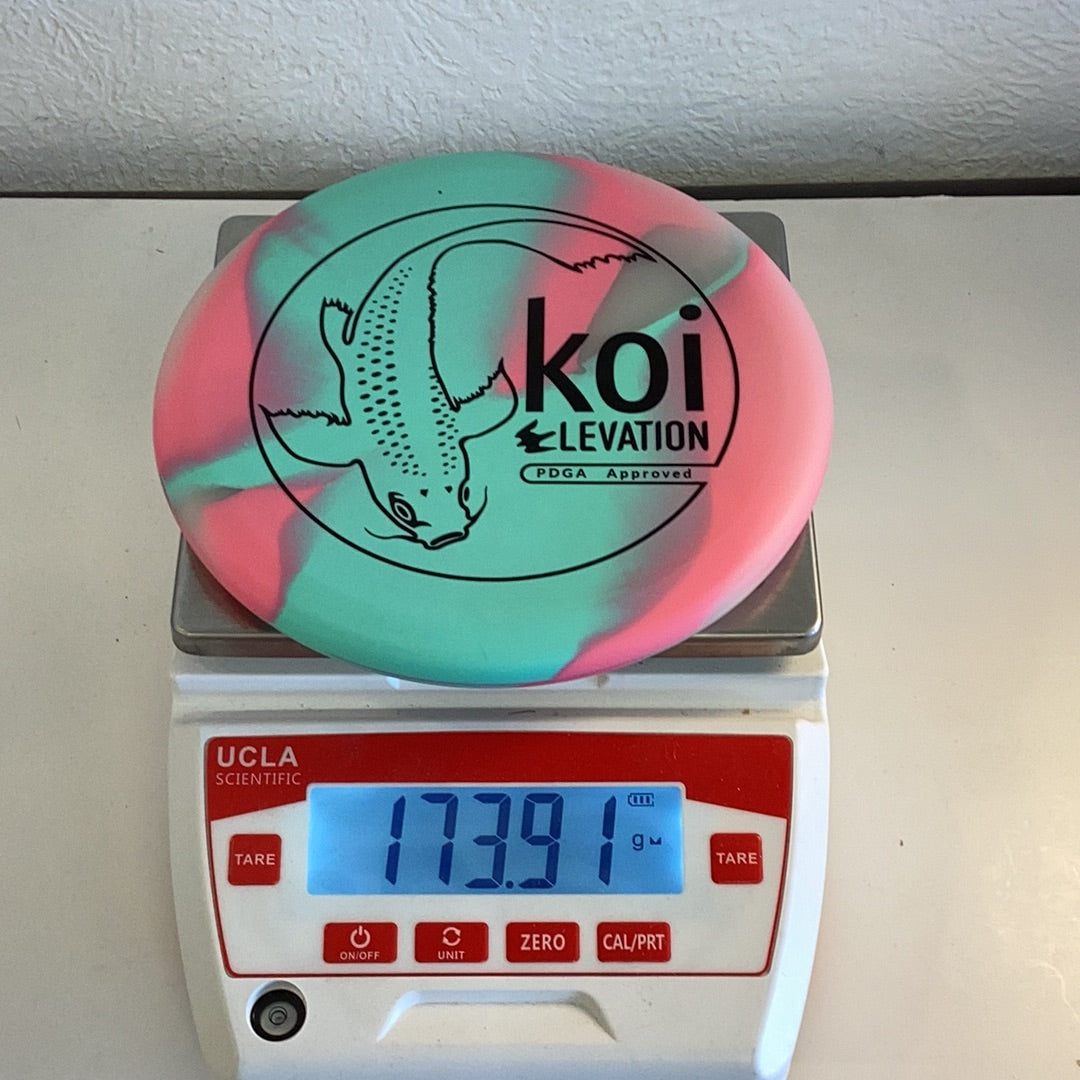 koi
ELEVATION
PDGA Approved
UCLA
SCIENTIFIC
173.91 g
TARE
TARE
ON/OFF
UNIT
ZERO
CAL/PRT